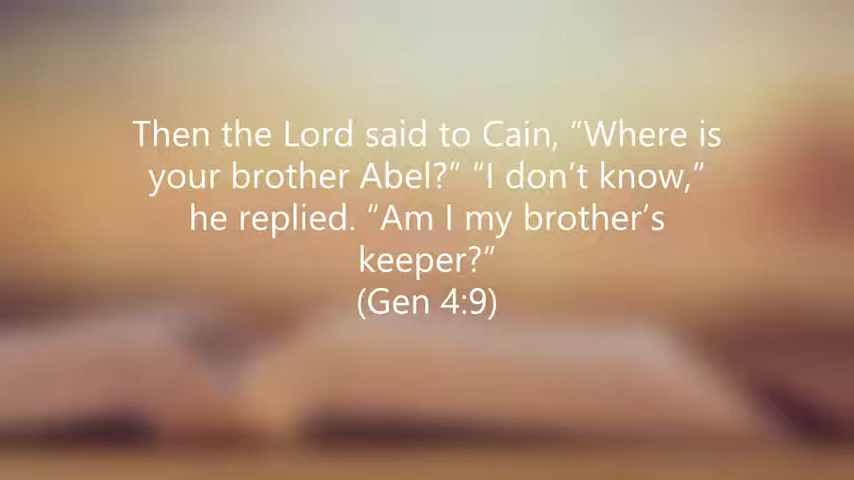 Then the Lord said to Cain, “Where is
your brother Abel?” “I don’t know,”
he replied. “Am I my brother’s
keeper?”
(Gen 4:9)